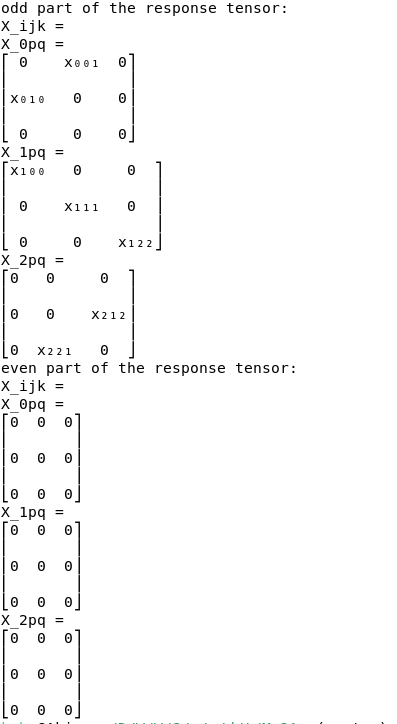 odd part of the response tensor:
X_ijk =
X_0pq =
⎡ 0    x₀₀₁  0⎤
⎢x₀₁₀   0    0⎥
⎣ 0     0    0⎦
X_1pq =
⎡x₁₀₀   0     0  ⎤
⎢ 0    x₁₁₁   0  ⎥
⎣ 0     0    x₁₂₂⎦
X_2pq =
⎡0   0     0  ⎤
⎢0   0    x₂₁₂⎥
⎣0  x₂₂₁   0  ⎦
even part of the response tensor:
X_ijk =
X_0pq =
⎡0  0  0⎤
⎢0  0  0⎥
⎣0  0  0⎦
X_1pq =
⎡0  0  0⎤
⎢0  0  0⎥
⎣0  0  0⎦
X_2pq =
⎡0  0  0⎤
⎢0  0  0⎥
⎣0  0  0⎦